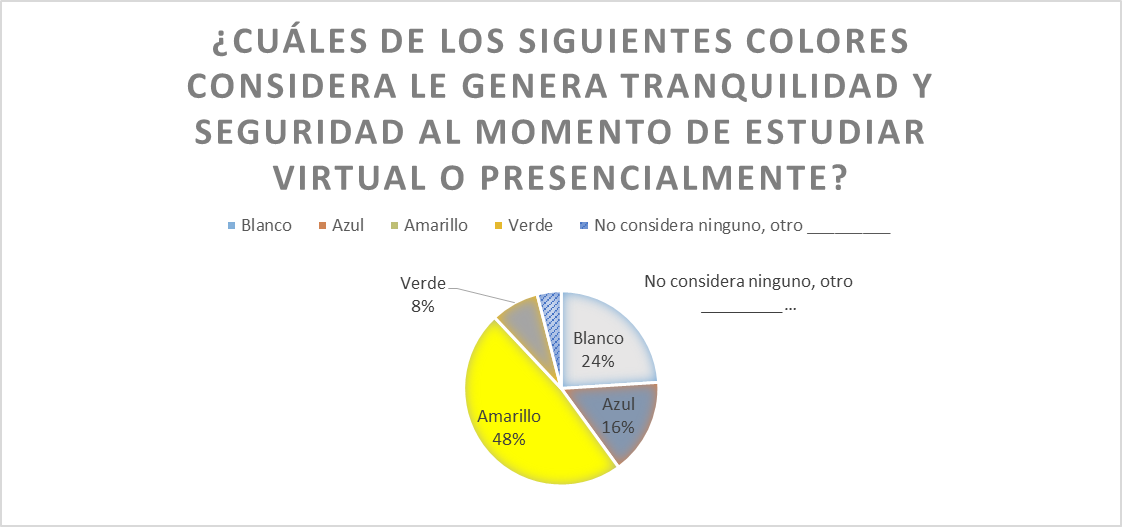 ¿CUÁLES DE LOS SIGUIENTES COLORES
CONSIDERA LE GENERA TRANQUILIDAD Y
SEGURIDAD AL MOMENTO DE ESTUDIAR
VIRTUAL O PRESENCIALMENTE?
Blanco Azul Amarillo Verde No considera ninguno, otro _________
Verde
8%
No considera ninguno, otro
_________...
Blanco
24%
Azul
16%
Amarillo
48%